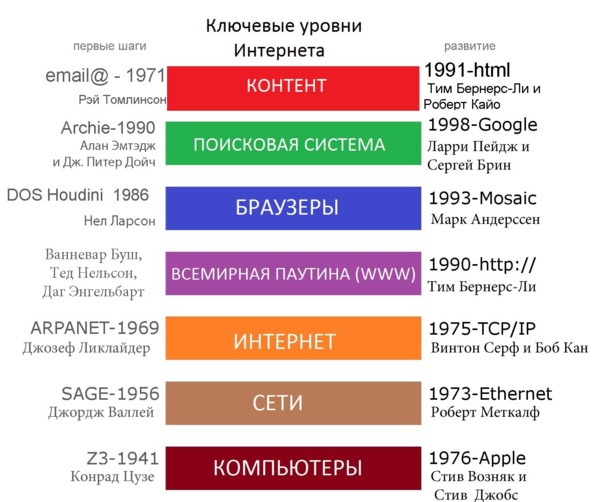 Ключевые уровни
Интернета
первые шаги
развитие
email@ - 1971
Рэй Томлинсон
КОНТЕНТ
1991-html
Тим Бернерс-Ли и
Роберт Кайо
Archie-1990
Алан Эмтэдж
и Дж. Питер Дойч
ПОИСКОВАЯ СИСТЕМА
1998-Google
Ларри Пейдж и
Сергей Брин
DOS Houdini 1986
Нел Ларсон
БРАУЗЕРЫ
1993-Mosaic
Марк Андерссен
Ванневар Буш,
Тед Нельсон,
Даг Энгельбарт
ВСЕМИРНАЯ ПАУТИНА (WWW)
1990-http://
Тим Бернерс-Ли
ARPANET-1969
Джозеф Ликлайдер
ИНТЕРНЕТ
1975-TCP/IP
Винтон Серф и Боб Кан
SAGE-1956
Джордж Валлей
СЕТИ
1973-Ethernet
Роберт Меткалф
Z3-1941
Конрад Цузе
КОМПЬЮТЕРЫ
1976-Apple
Стив Возняк и
Стив Джобс